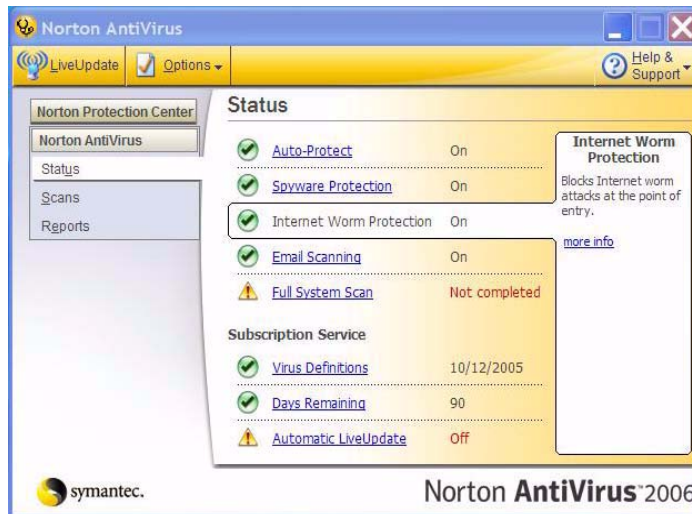 Norton AntiVirus
LiveUpdate
Options
Help & Support
Norton Protection Center
Norton AntiVirus
Status
Scans
Reports
Status
Auto-Protect On
Spyware Protection On
Internet Worm Protection On
Email Scanning On
Full System Scan Not completed
Subscription Service
Virus Definitions 10/12/2005
Days Remaining 90
Automatic LiveUpdate Off
Internet Worm
Protection
Blocks Internet worm
attacks at the point of
entry.
more info
symantec.
Norton AntiVirus 2006